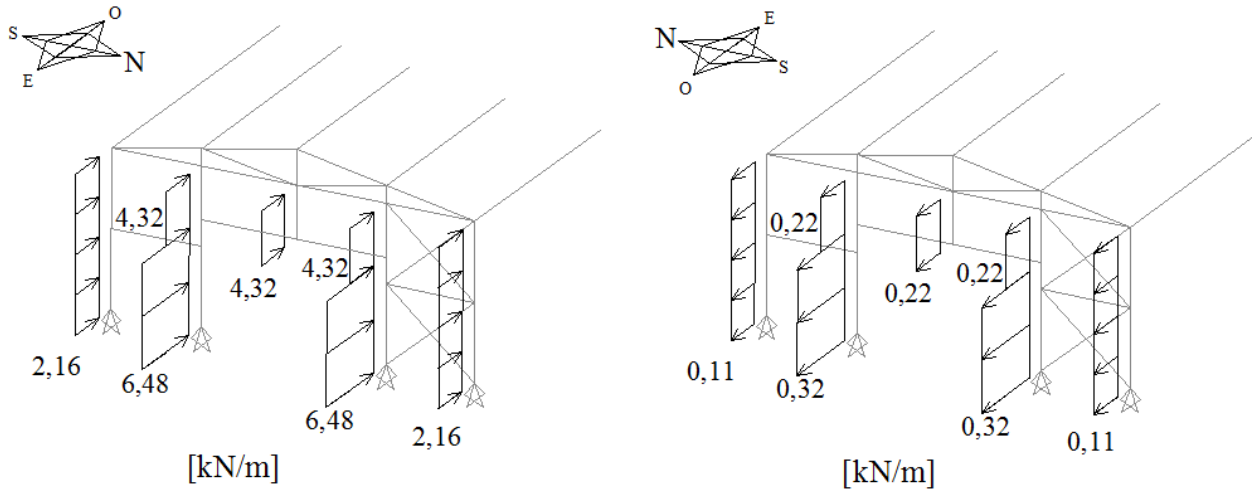 O
S
N
E
4,32
4,32
4,32
2,16
6,48
6,48
2,16
[kN/m]
E
N
S
O
0,22
0,22
0,22
0,11
0,32
0,32
0,11
[kN/m]